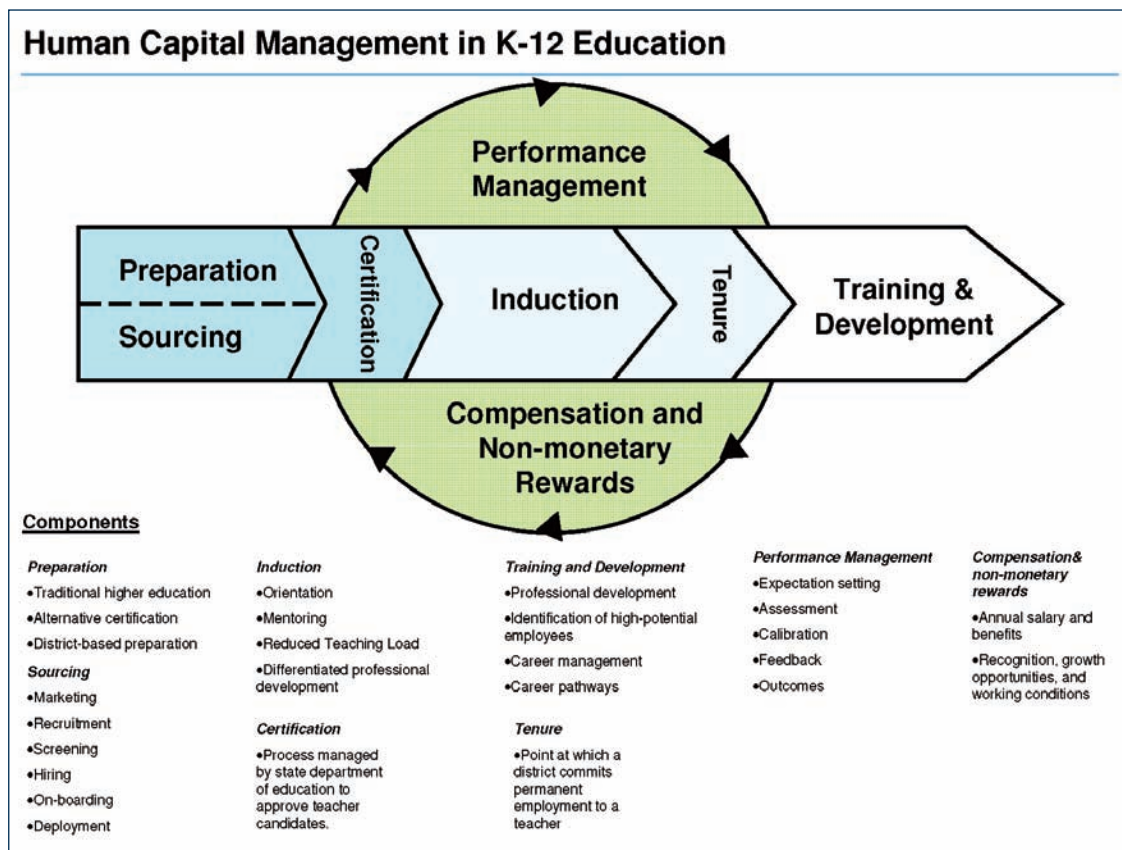 Human Capital Management in K-12 Education
Performance
Management
Preparation
Sourcing
Certification
Induction
Tenure
Training &
Development
Compensation and
Non-monetary
Rewards
Components
Preparation
•Traditional higher education
•Alternative certification
•District-based preparation
Sourcing
•Marketing
•Recruitment
•Screening
•Hiring
•On-boarding
•Deployment
Induction
•Orientation
•Mentoring
•Reduced Teaching Load
•Differentiated professional
development
Certification
•Process managed
by state department
of education to
approve teacher
candidates.
Training and Development
•Professional development
•Identification of high-potential
employees
•Career management
•Career pathways
Tenure
•Point at which a
district commits
permanent
employment to a
teacher
Performance Management
•Expectation setting
•Assessment
•Calibration
•Feedback
•Outcomes
Compensation&
non-monetary
rewards
•Annual salary and
benefits
•Recognition, growth
opportunities, and
working conditions